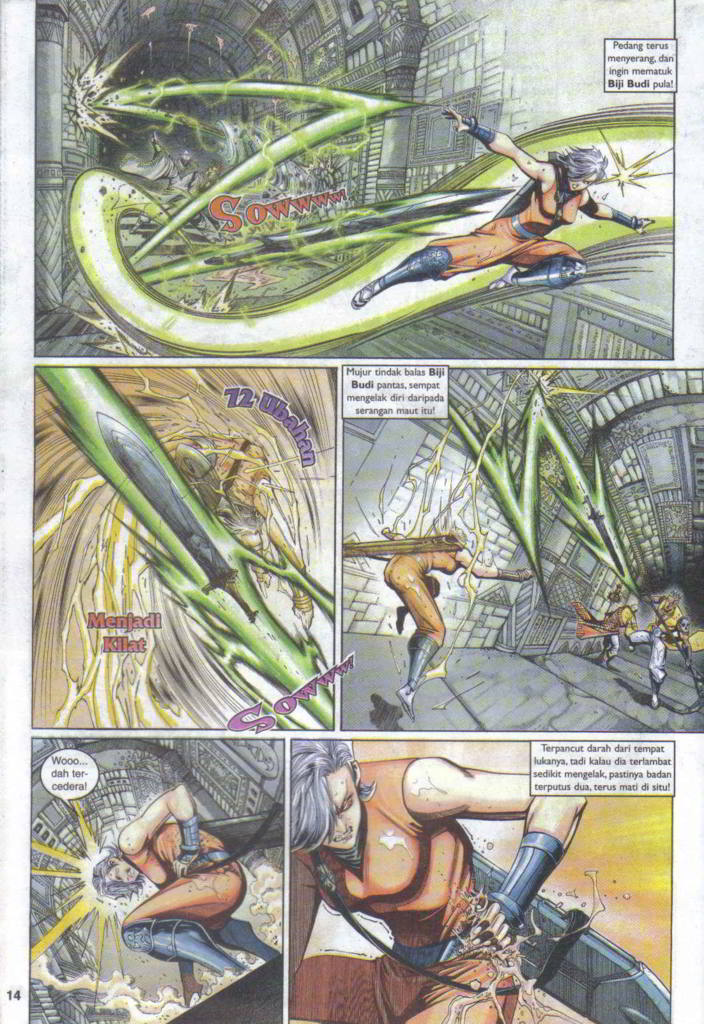 Pedang terus
menyerang, dan
ingin mematuk
Biji Budi pula!
Sowwww!
72 Ubahan
Menjadi
Kilat
Sowww!
Mujur tindak balas Biji
Budi pantas, sempat
mengelak diri daripada
serangan maut itu!
Wooo...
dah ter-
cedera!
Terpancut darah dari tempat
lukanya, tadi kalau dia terlambat
sedikit mengelak, pastinya badan
terputus dua, terus mati di situ!
14